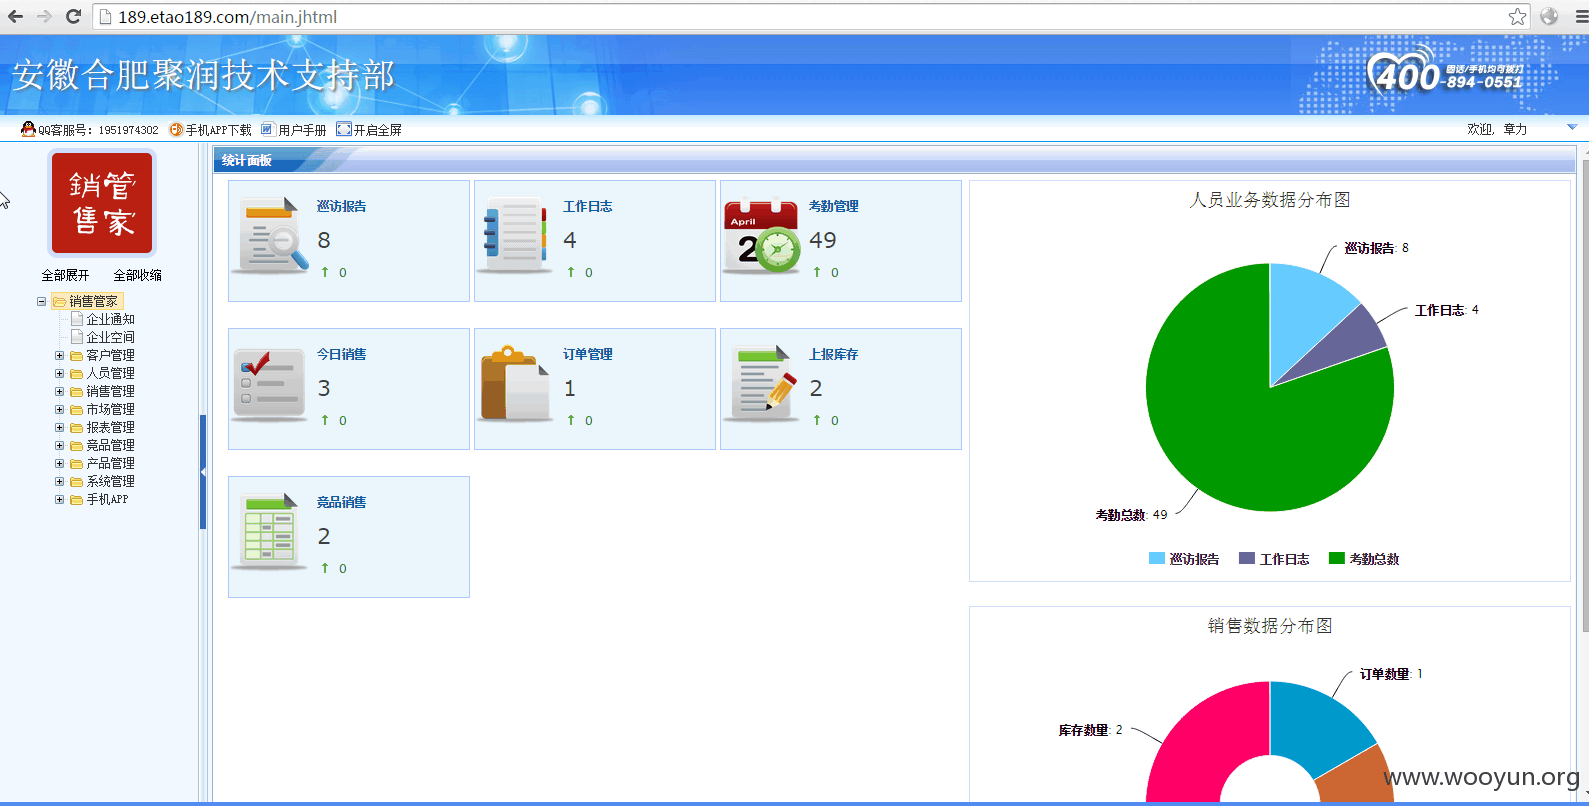 189.etao189.com/main.jhtml
安徽合肥聚润技术支持部
400 固话/手机均可拨打
-894-0551
QQ客服号: 1951974302 手机APP下载 用户手册 开启全屏
欢迎, 章力
銷管
售家
全部展开 全部收缩
销售管家
企业通知
企业空间
客户管理
人员管理
销售管理
市场管理
报表管理
竞品管理
产品管理
系统管理
手机APP
统计面板
巡访报告
8
↑ 0
工作日志
4
↑ 0
April
2
考勤管理
49
↑ 0
今日销售
3
↑ 0
订单管理
1
↑ 0
上报库存
2
↑ 0
竞品销售
2
↑ 0
人员业务数据分布图
巡访报告: 8
工作日志: 4
考勤总数: 49
巡访报告 工作日志 考勤总数
销售数据分布图
订单数量: 1
库存数量: 2
www.wooyun.org